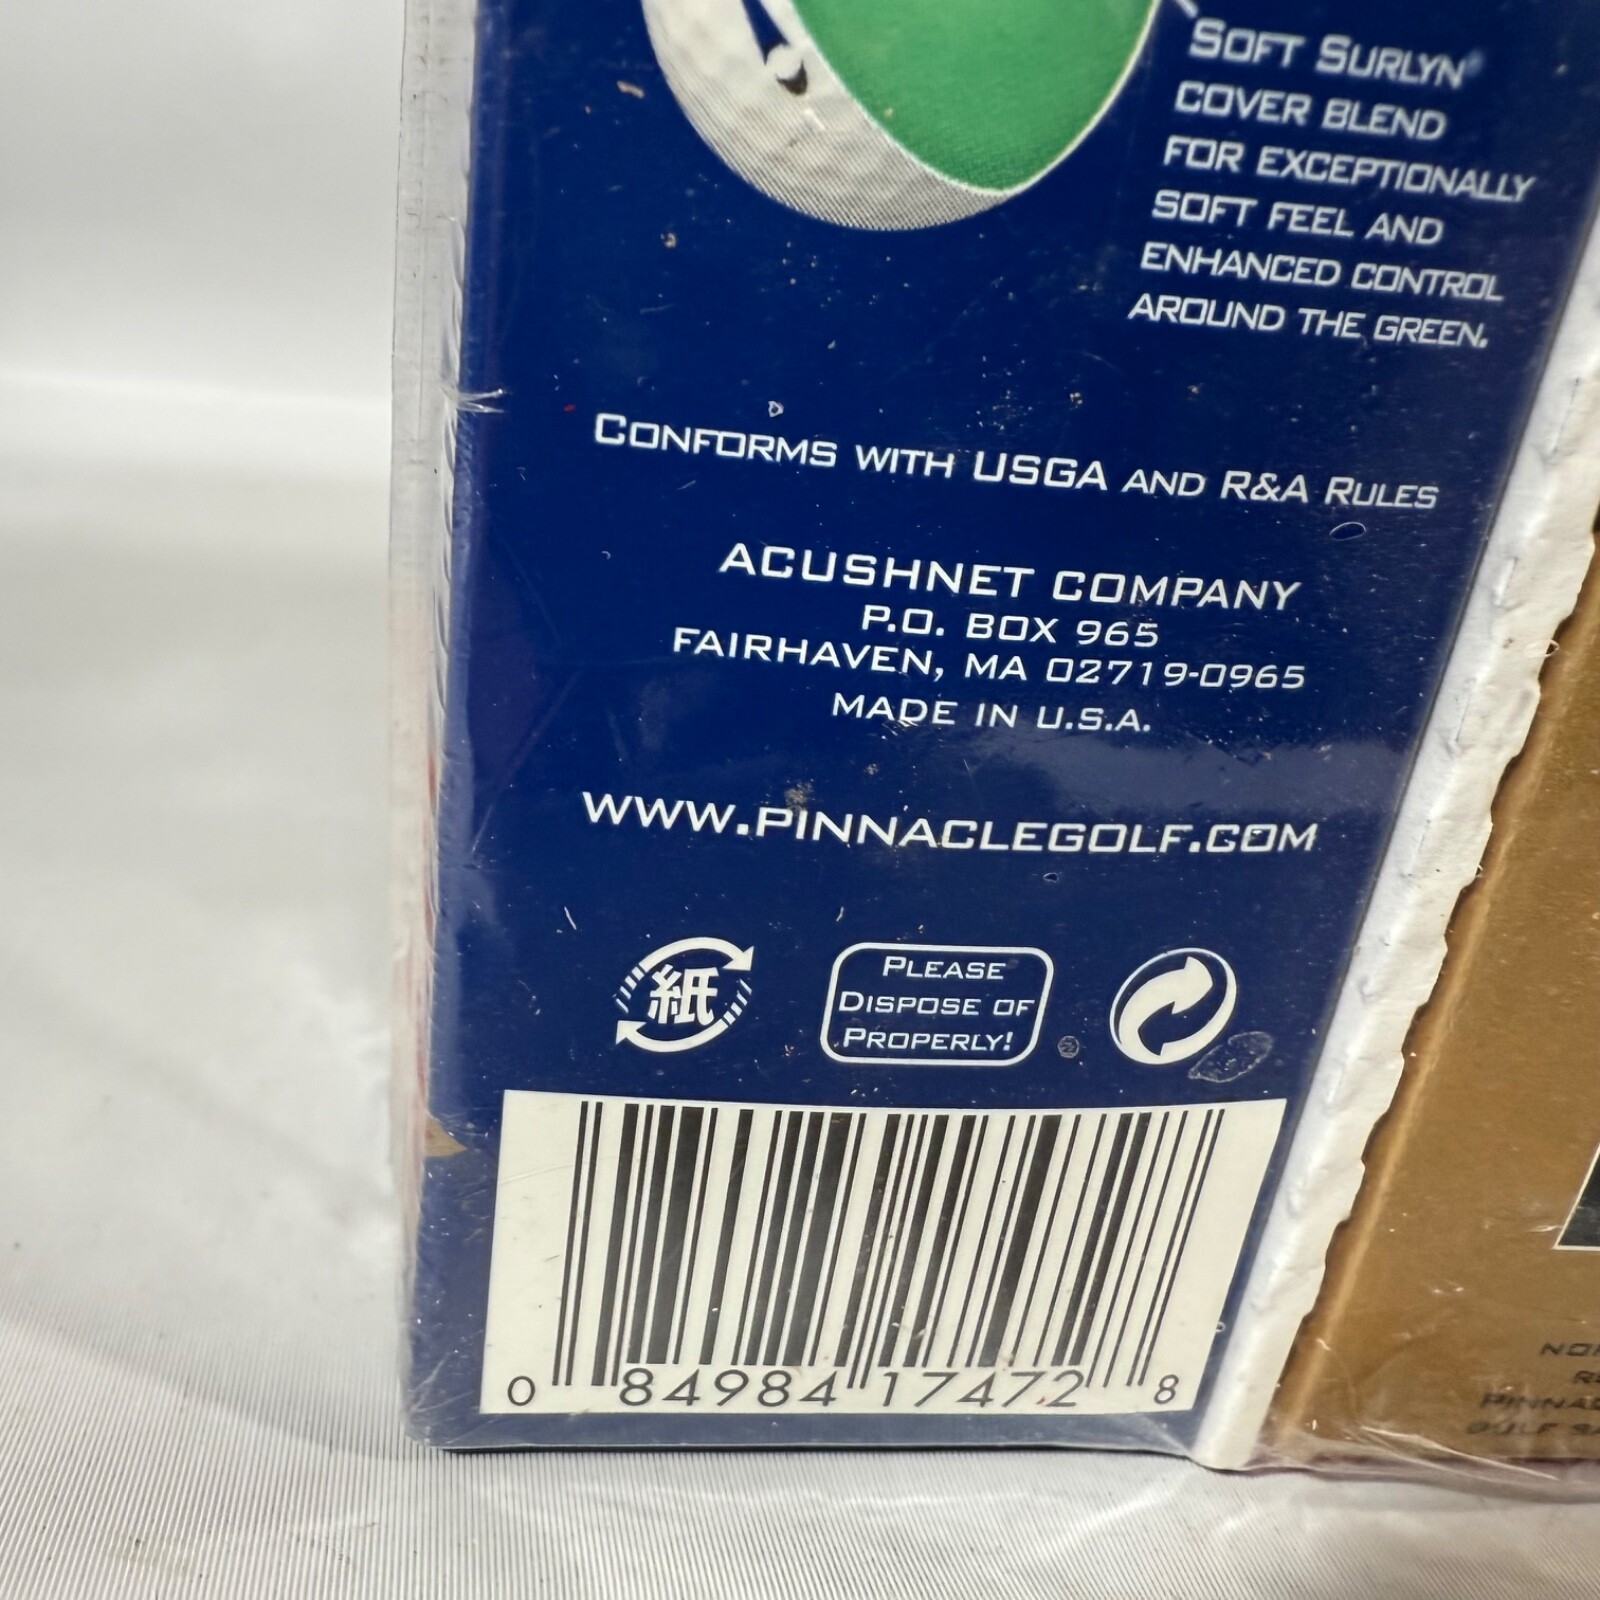 SOFT SURLYN®
COVER BLEND
FOR EXCEPTIONALLY
SOFT FEEL AND
ENHANCED CONTROL
AROUND THE GREEN.
CONFORMS WITH USGA AND R&A RULES
ACUSHNET COMPANY
P.O. BOX 965
FAIRHAVEN, MA 02719-0965
MADE IN U.S.A.
WWW.PINNACLEGOLF.COM
紙
PLEASE
DISPOSE OF
PROPERLY!
0 84984 17472 8